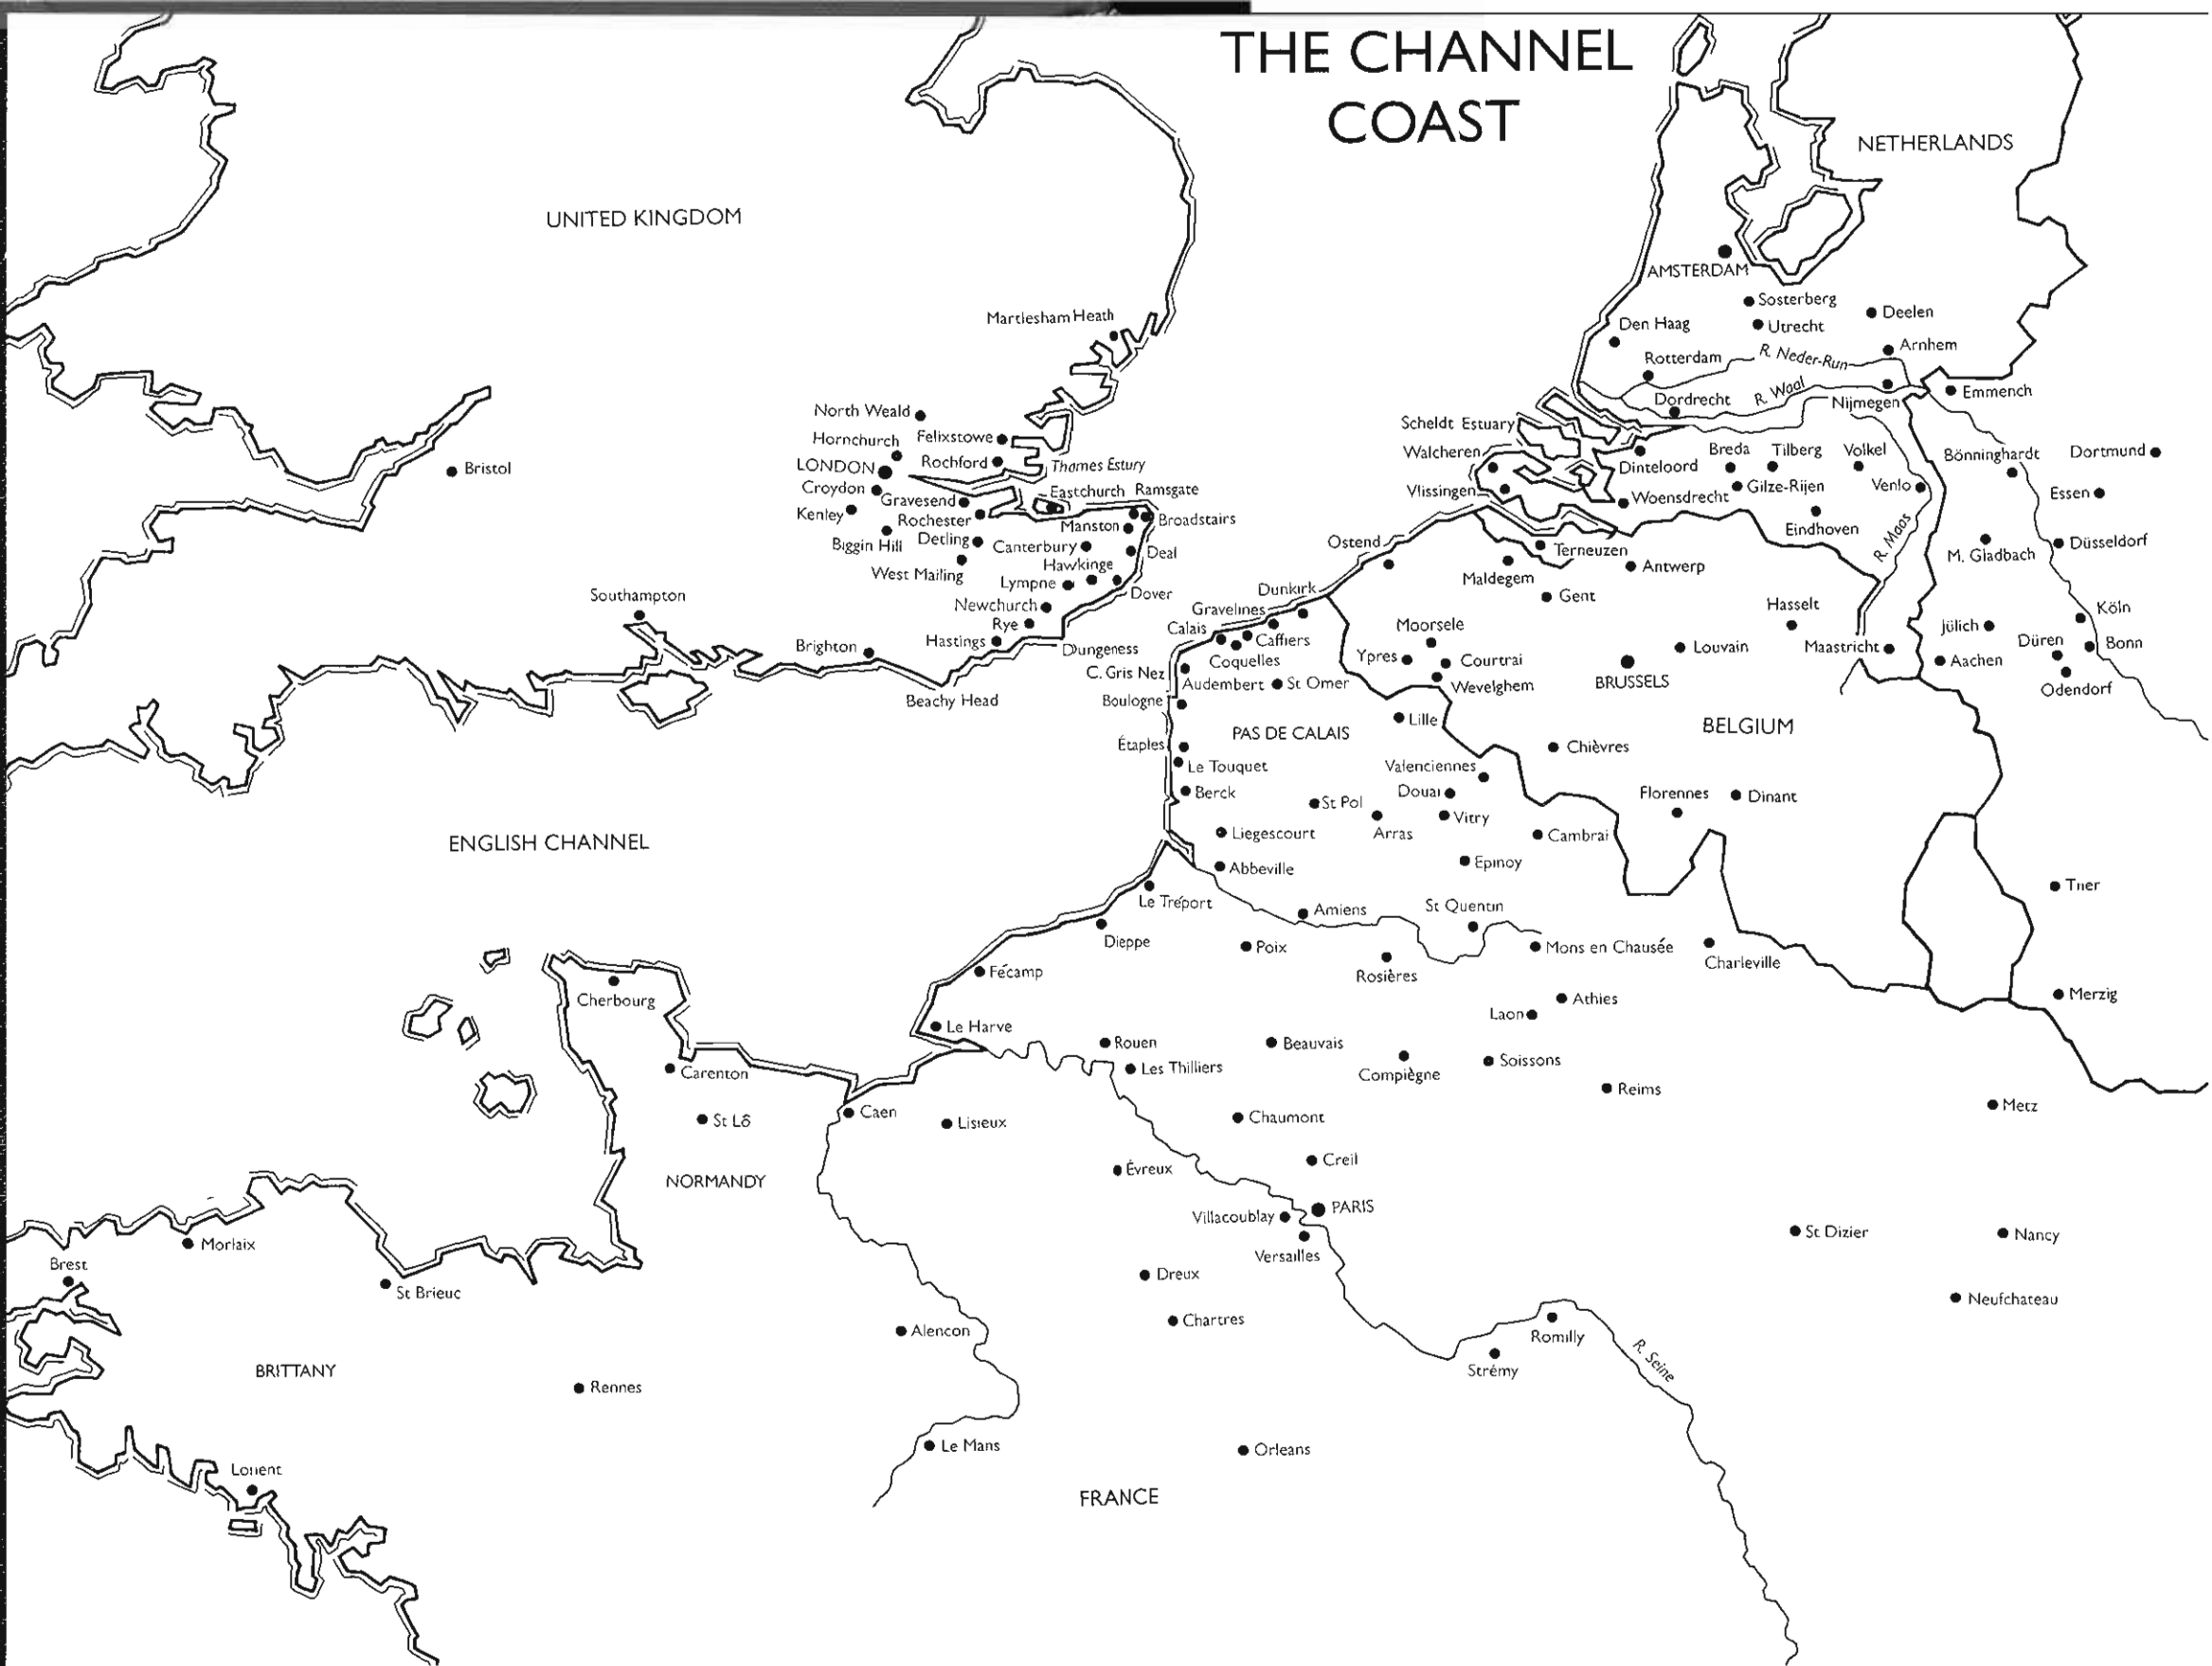 THE CHANNEL
COAST
NETHERLANDS
UNITED KINGDOM
AMSTERDAM
Sosterberg
Deelen
Martlesham Heath
Den Haag
Utrecht
Arnhem
Rotterdam
R. Neder-Run
Emmench
R. Waal
Dordrecht
Nijmegen
North Weald
Scheldt Estuary
Hornchurch
Felixstowe
Walcheren
Breda
Tilberg
Volkel
Bönninghardt
Dortmund
LONDON
Rochford
Thames Estury
Dinteloord
Bristol
Croydon
Gravesend
Eastchurch
Ramsgate
Vlissingen
Woensdrecht
Gilze-Rijen
Venlo
Essen
Kenley
Rochester
Manston
Broadstairs
Eindhoven
R. Maas
Biggin Hill
Detling
Canterbury
Deal
Ostend
Terneuzen
M. Gladbach
Düsseldorf
West Mailing
Hawkinge
Lympne
Maldegem
Antwerp
Southampton
Dover
Dunkirk
Gent
Newchurch
Gravelines
Hasselt
Köln
Rye
Calais
Moorsele
Jülich
Brighton
Hastings
Dungeness
Caffiers
Ypres
Courtrai
Louvain
Maastricht
Düren
Bonn
Coquelles
Aachen
C. Gris Nez
Audembert
St Omer
Wevelghem
BRUSSELS
Odendorf
Beachy Head
Boulogne
Lille
PAS DE CALAIS
BELGIUM
Étaples
Chièvres
Le Touquet
Valenciennes
Berck
Douai
Florennes
Dinant
St Pol
Vitry
ENGLISH CHANNEL
Liegescourt
Arras
Cambrai
Abbeville
Epinoy
Trier
Le Tréport
Amiens
St Quentin
Dieppe
Poix
Mons en Chausée
Charleville
Fécamp
Rosières
Cherbourg
Athies
Merzig
Laon
Le Harve
Rouen
Beauvais
Les Thilliers
Compiègne
Soissons
Carenton
Reims
Metz
St Lô
Caen
Lisieux
Chaumont
Évreux
Creil
NORMANDY
PARIS
Villacoublay
St Dizier
Nancy
Morlaix
Versailles
Brest
Dreux
St Brieuc
Neufchateau
Chartres
Alencon
Romilly
R. Seine
BRITTANY
Strémy
Rennes
Le Mans
Orleans
Lorient
FRANCE